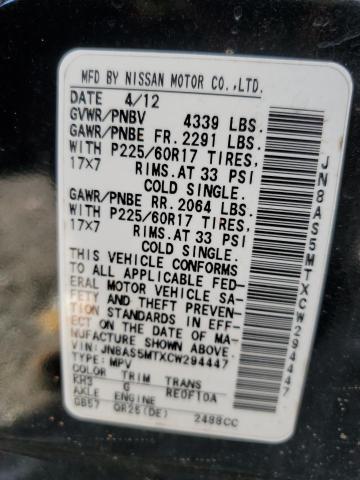 MFD BY NISSAN MOTOR CO.,LTD.
DATE 4/12
GVWR/PNBV 4339 LBS.
GAWR/PNBE FR. 2291 LBS.
WITH P225/60R17 TIRES,
17×7 RIMS.AT 33 PSI
COLD SINGLE.
GAWR/PNBE RR. 2064 LBS.
WITH P225/60R17 TIRES,
17×7 RIMS.AT 33 PSI
COLD SINGLE.
THIS VEHICLE CONFORMS
TO ALL APPLICABLE FED-
ERAL MOTOR VEHICLE SA-
FETY AND THEFT PREVEN-
TION STANDARDS IN EFF-
ECT ON THE DATE OF MA-
NUFACTURE SHOWN ABOVE.
VIN: JN8AS5MTXCW294447
TYPE: MPV
COLOR TRIM TRANS
KH3 G RE0F10A
AXLE ENGINE
GB57 QR25(DE) 2488CC
JN8AS5MTXCW294447